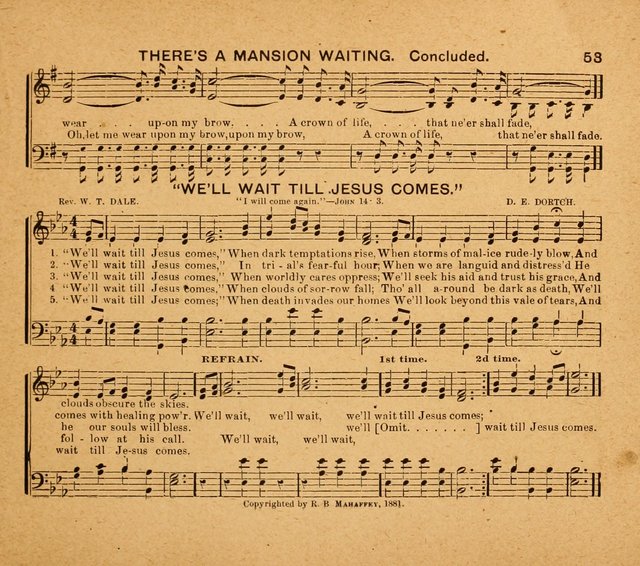 THERE'S A MANSION WAITING. Concluded. 53
wear . . . . up-on my brow. . . . A crown of life, . . . . that ne'er shall fade,
Oh, let me wear upon my brow, upon my brow, A crown of life, that ne'er shall fade.
"WE'LL WAIT TILL JESUS COMES."
Rev. W. T. DALE. "I will come again."—JOHN 14: 3. D. E. DORTCH.
1. "We'll wait till Jesus comes," When dark temptations rise, When storms of mal-ice rude-ly blow, And
2. "We'll wait till Jesus comes," In tri-al's fear-ful hour; When we are languid and distress'd He
3. "We'll wait till Jesus comes," When worldly cares oppress; We'll seek his aid and trust his grace, And
4. "We'll wait till Jesus comes," When clouds of sor-row fall; Tho' all a-round be dark as death, We'll
5. "We'll wait till Jesus comes;" When death invades our homes We'll look beyond this vale of tears, And
REFRAIN. 1st time. 2d time.
clouds obscure the skies.
comes with healing pow'r. We'll wait, we'll wait, we'll wait till Jesus comes;
he our souls will bless. we'll [Omit. . . . . . . ] wait till Jesus comes.
fol-low at his call. We'll wait, we'll wait,
wait till Je-sus comes.
Copyrighted by R. B. MAHAFFEY, 1881.